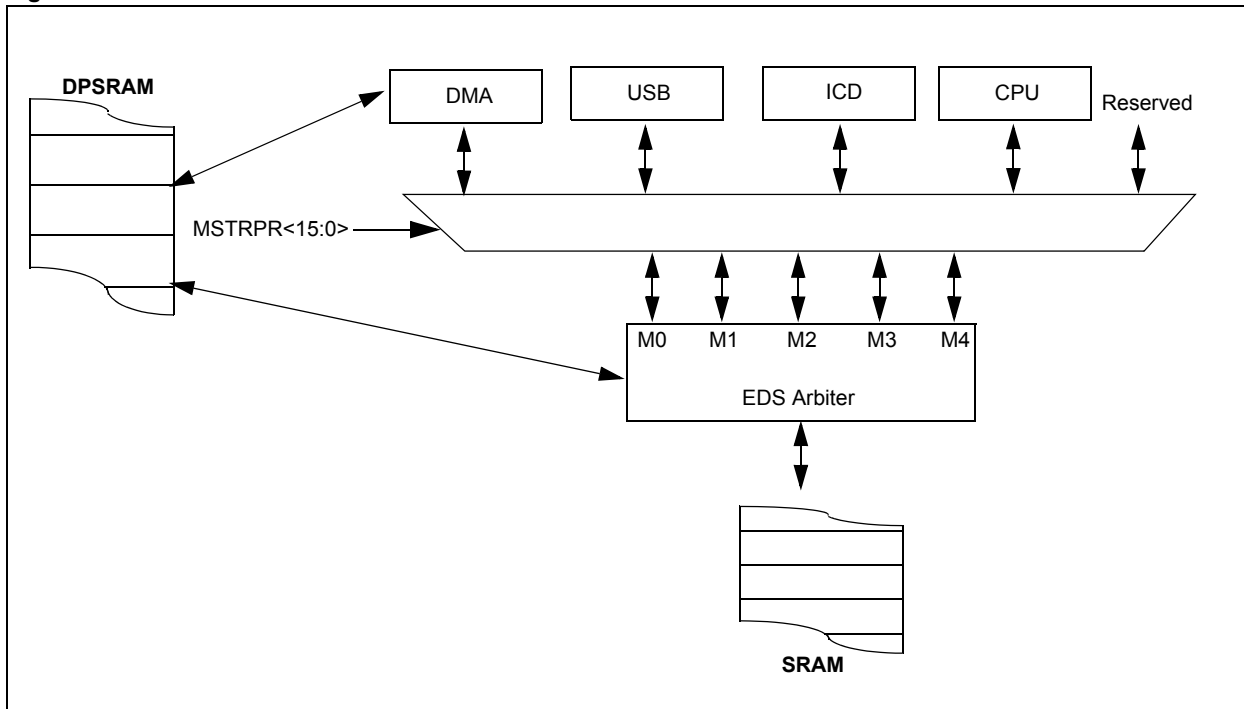 DPSRAM
DMA
USB
ICD
CPU
Reserved
MSTRPR<15:0>
M0 M1 M2 M3 M4
EDS Arbiter
SRAM